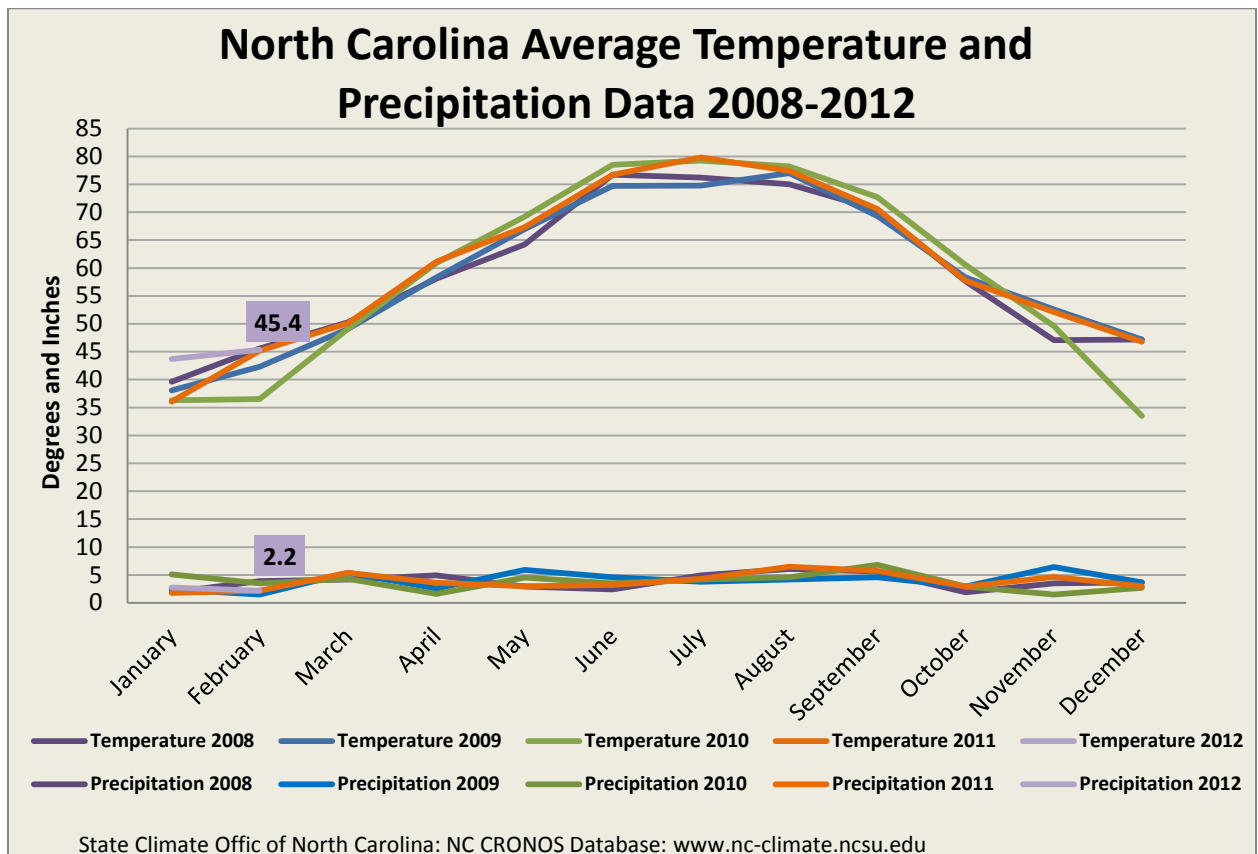 North Carolina Average Temperature and
Precipitation Data 2008-2012
Degrees and Inches
85
80
75
70
65
60
55
50
45
40
35
30
25
20
15
10
5
0
45.4
2.2
January
February
March
April
May
June
July
August
September
October
November
December
Temperature 2008
Temperature 2009
Temperature 2010
Temperature 2011
Temperature 2012
Precipitation 2008
Precipitation 2009
Precipitation 2010
Precipitation 2011
Precipitation 2012
State Climate Offic of North Carolina: NC CRONOS Database: www.nc-climate.ncsu.edu